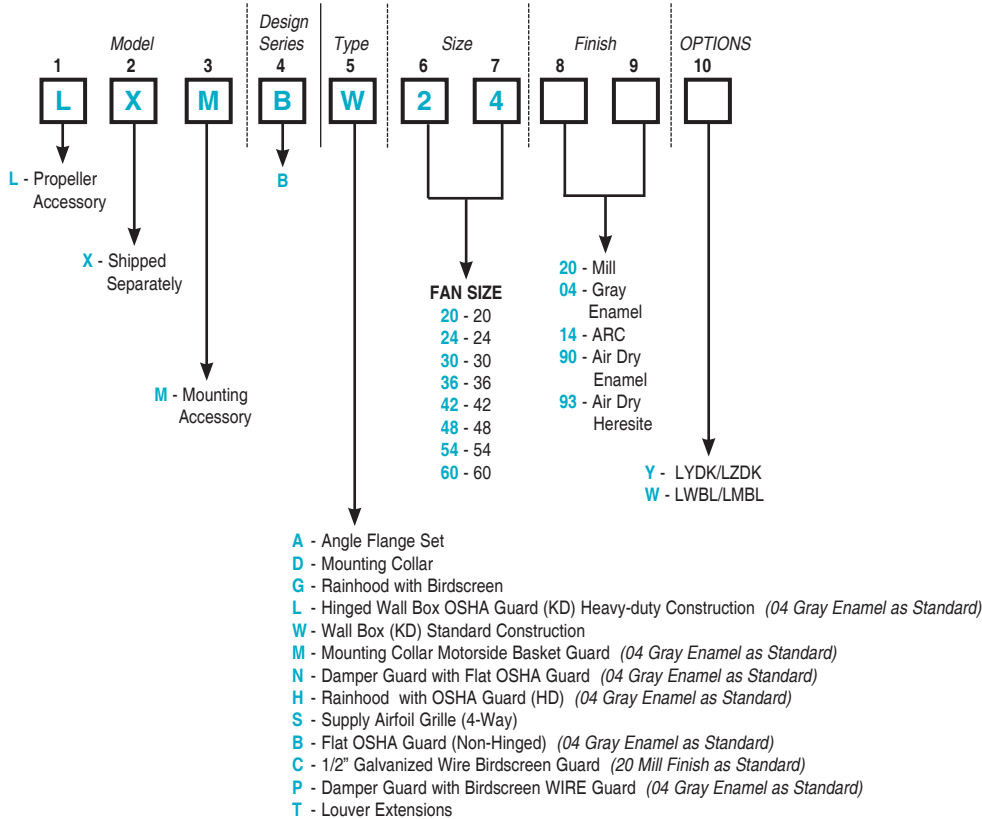 Model
Design Series
Type
Size
Finish
OPTIONS
1 2 3 4 5 6 7 8 9 10
L X M B W 2 4
L - Propeller
Accessory
B
X - Shipped
Separately
M - Mounting
Accessory
FAN SIZE
20 - 20
24 - 24
30 - 30
36 - 36
42 - 42
48 - 48
54 - 54
60 - 60
20 - Mill
04 - Gray
Enamel
14 - ARC
90 - Air Dry
Enamel
93 - Air Dry
Heresite
Y - LYDK/LZDK
W - LWBL/LMBL
A - Angle Flange Set
D - Mounting Collar
G - Rainhood with Birdscreen
L - Hinged Wall Box OSHA Guard (KD) Heavy-duty Construction (04 Gray Enamel as Standard)
W - Wall Box (KD) Standard Construction
M - Mounting Collar Motorside Basket Guard (04 Gray Enamel as Standard)
N - Damper Guard with Flat OSHA Guard (04 Gray Enamel as Standard)
H - Rainhood with OSHA Guard (HD) (04 Gray Enamel as Standard)
S - Supply Airfoil Grille (4-Way)
B - Flat OSHA Guard (Non-Hinged) (04 Gray Enamel as Standard)
C - 1/2" Galvanized Wire Birdscreen Guard (20 Mill Finish as Standard)
P - Damper Guard with Birdscreen WIRE Guard (04 Gray Enamel as Standard)
T - Louver Extensions